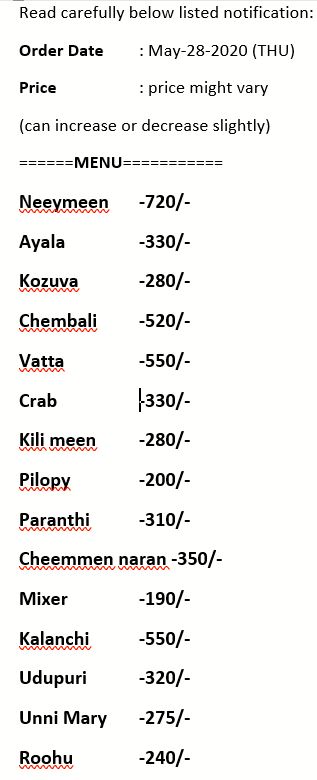 Read carefully below listed notification:
Order Date : May-28-2020 (THU)
Price : price might vary
(can increase or decrease slightly)
======MENU===========
Neeymeen -720/-
Ayala -330/-
Kozuva -280/-
Chembali -520/-
Vatta -550/-
Crab -330/-
Kili meen -280/-
Pilopy -200/-
Paranthi -310/-
Cheemmen naran -350/-
Mixer -190/-
Kalanchi -550/-
Udupuri -320/-
Unni Mary -275/-
Roohu -240/-